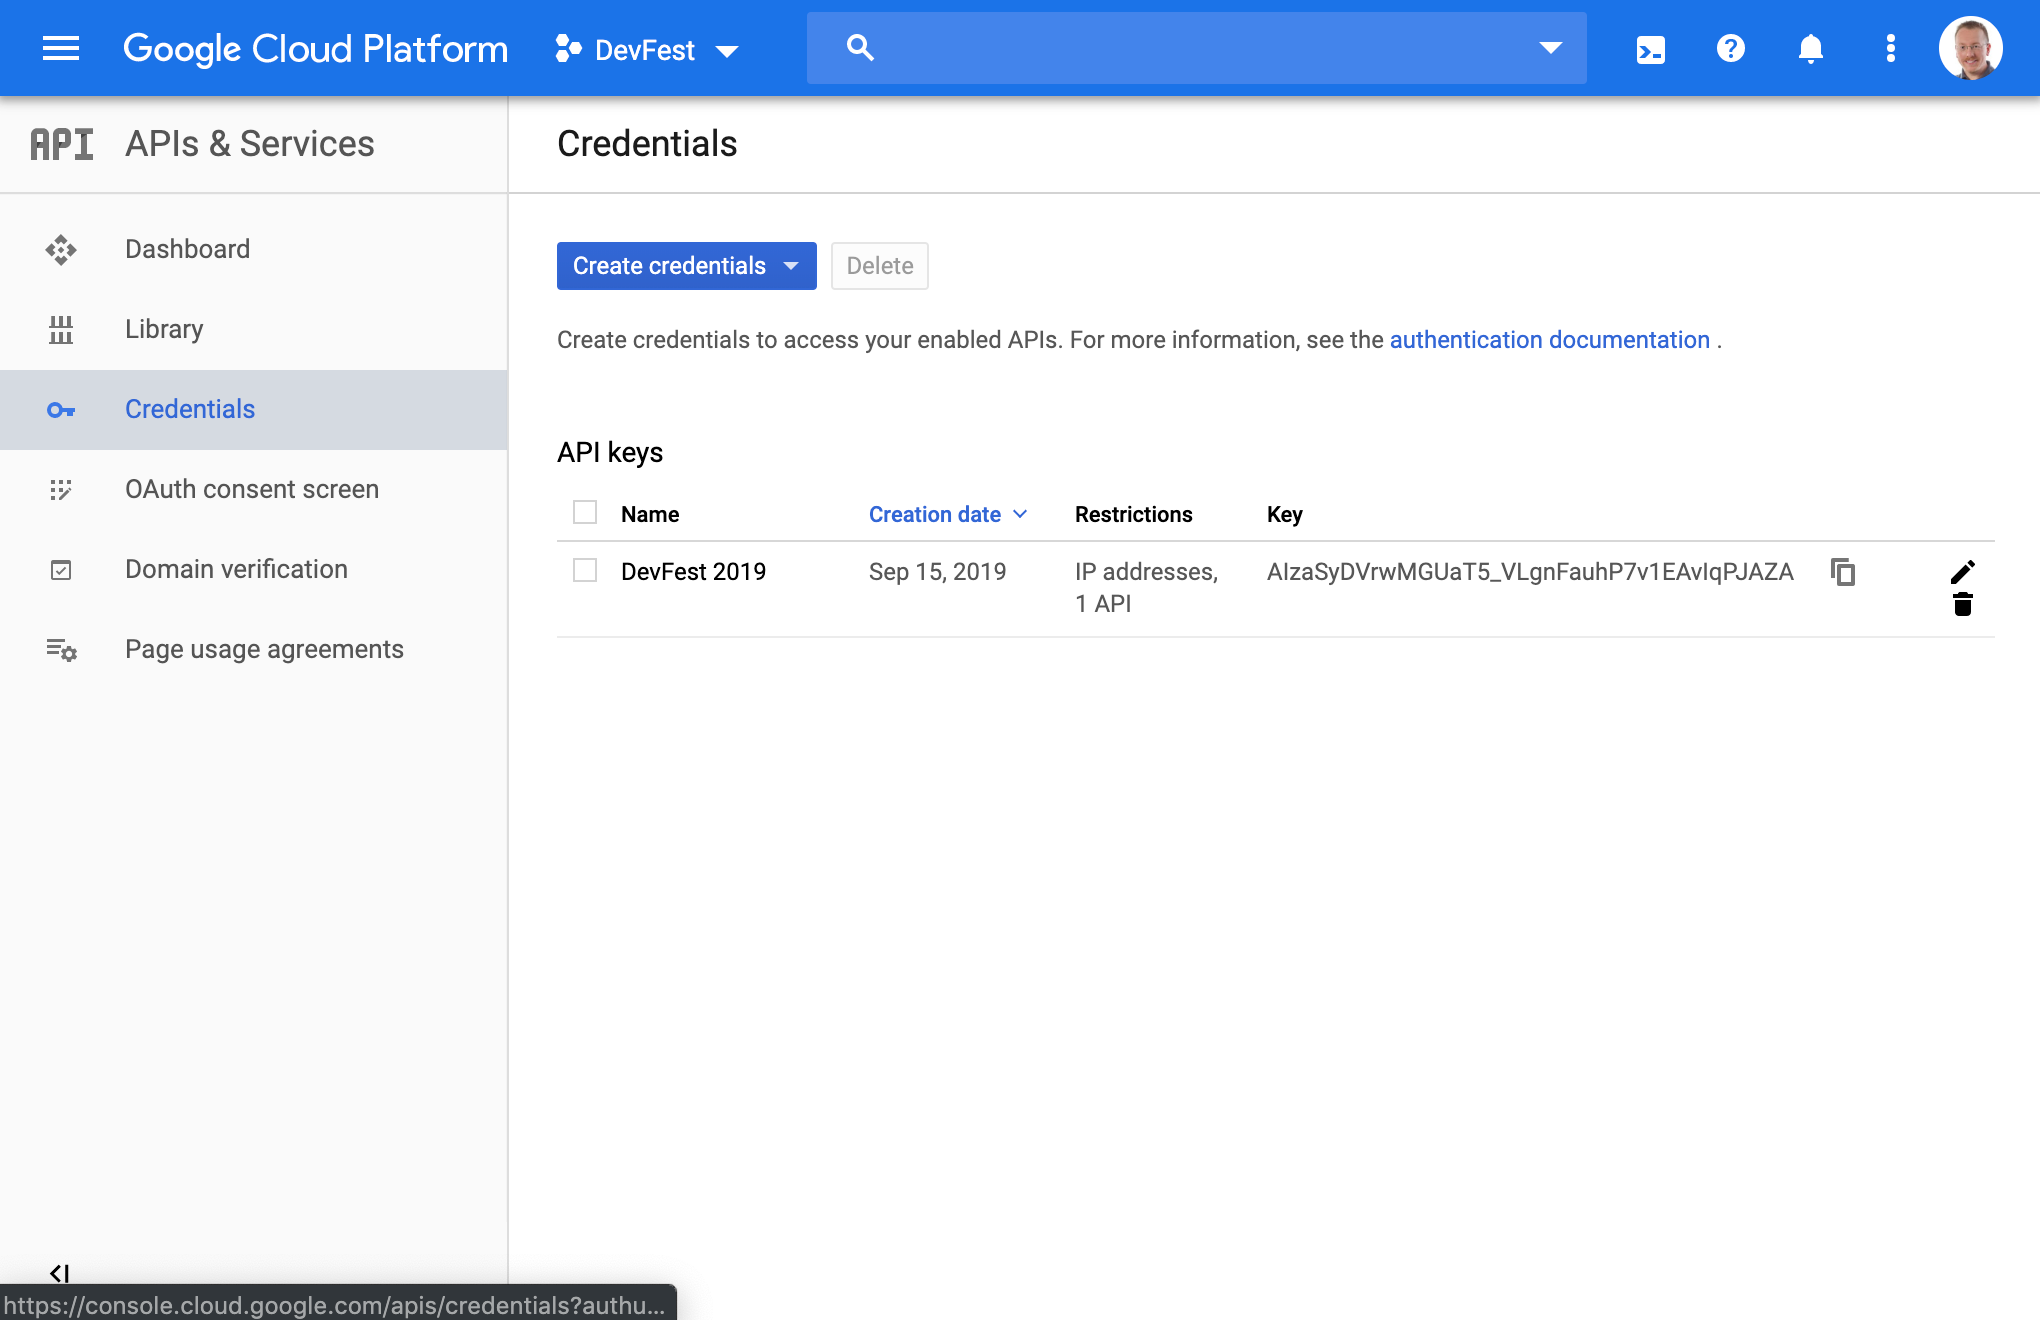 Google Cloud Platform DevFest
API APIs & Services
Credentials
Dashboard
Library
Credentials
OAuth consent screen
Domain verification
Page usage agreements
Create credentials Delete
Create credentials to access your enabled APIs. For more information, see the authentication documentation .
API keys
Name Creation date Restrictions Key
DevFest 2019 Sep 15, 2019 IP addresses, AIzaSyDVrwMGUaT5_VLgnFauhP7v1EAvIqPJAZA
1 API
https://console.cloud.google.com/apis/credentials?authu...